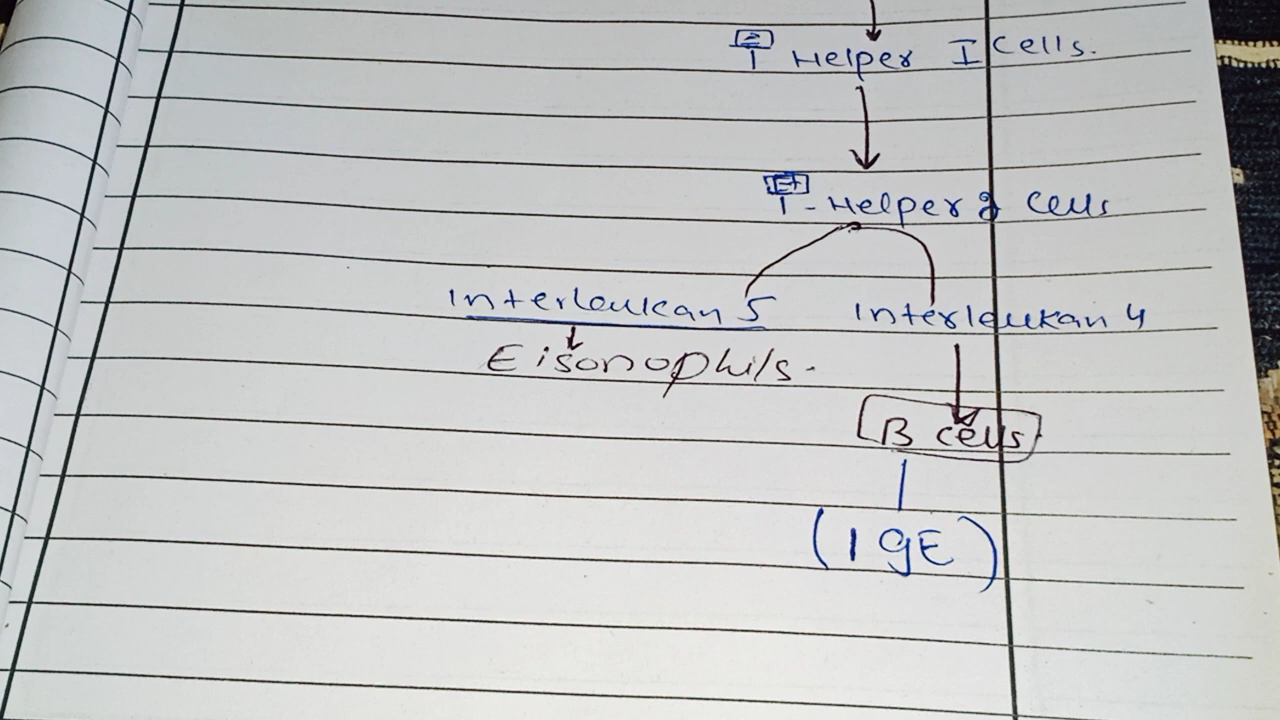 T Helper I Cells.
T-Helper 2 Cells
Interleukan 5 Interleukan 4
Eisonophils.
B cells
(IgE)